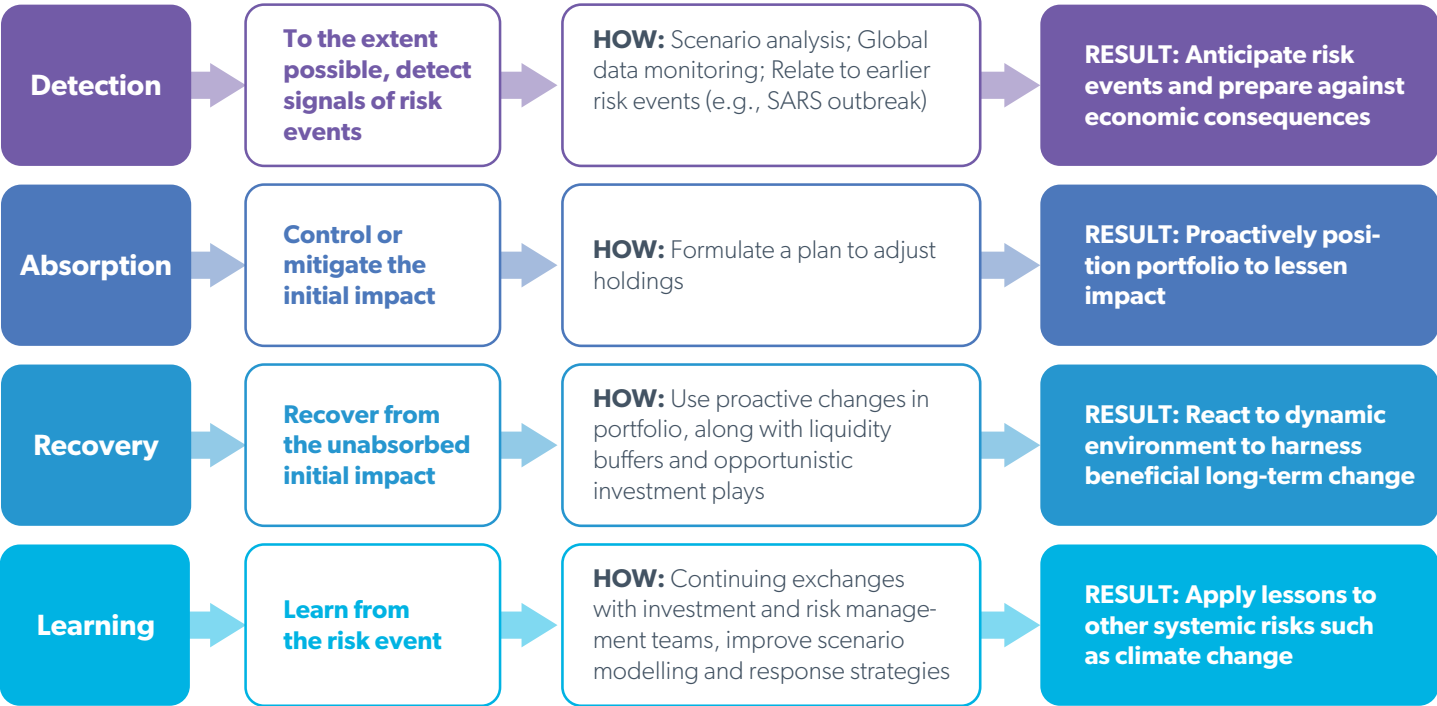 Detection
To the extent
possible, detect
signals of risk
events
HOW: Scenario analysis; Global
data monitoring; Relate to earlier
risk events (e.g., SARS outbreak)
RESULT: Anticipate risk
events and prepare against
economic consequences
Absorption
Control or
mitigate the
initial impact
HOW: Formulate a plan to adjust
holdings
RESULT: Proactively posi-
tion portfolio to lessen
impact
Recovery
Recover from
the unabsorbed
initial impact
HOW: Use proactive changes in
portfolio, along with liquidity
buffers and opportunistic
investment plays
RESULT: React to dynamic
environment to harness
beneficial long-term change
Learning
Learn from
the risk event
HOW: Continuing exchanges
with investment and risk manage-
ment teams, improve scenario
modelling and response strategies
RESULT: Apply lessons to
other systemic risks such
as climate change